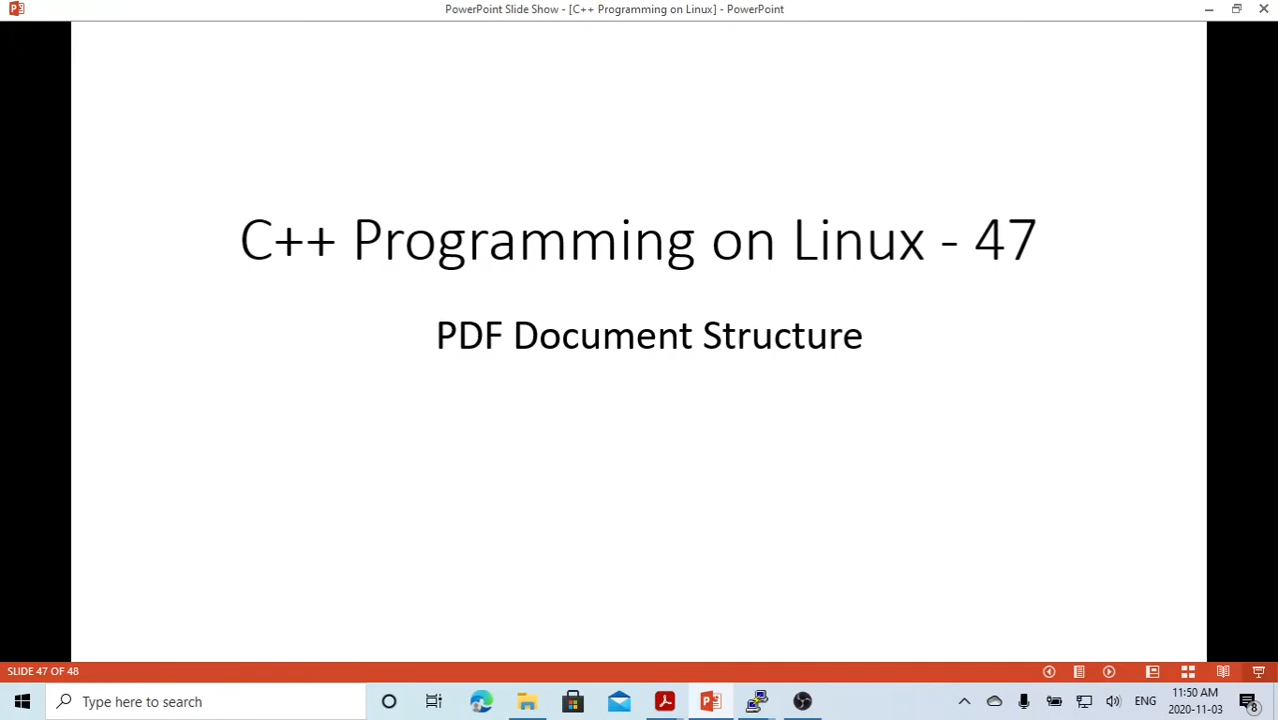 PowerPoint Slide Show - [C++ Programming on Linux] - PowerPoint
C++ Programming on Linux - 47
PDF Document Structure
SLIDE 47 OF 48
Type here to search
ENG
11:50 AM
2020-11-03
8